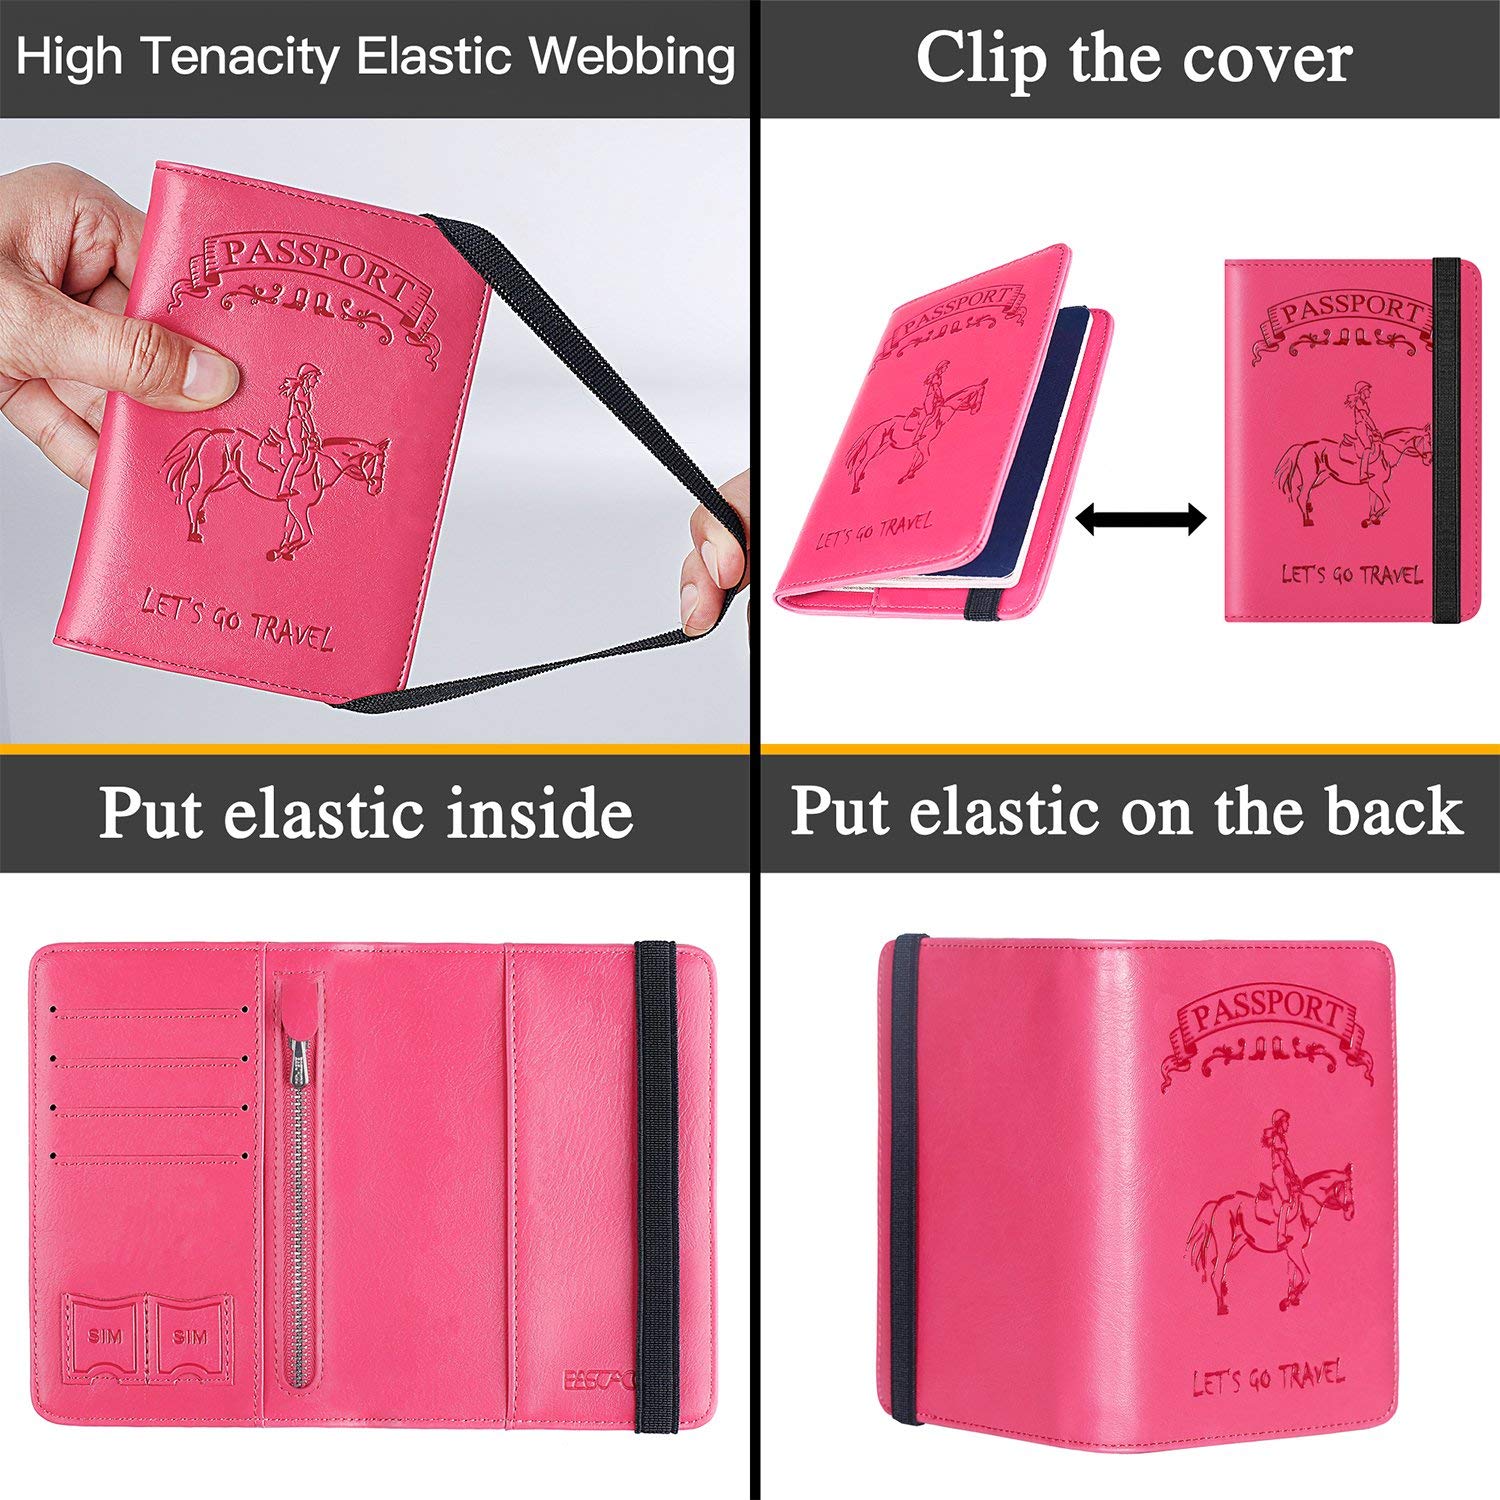 High Tenacity Elastic Webbing
Clip the cover
PASSPORT
LET'S GO TRAVEL
PASSPORT
LET'S GO TRAVEL
PASSPORT
LET'S GO TRAVEL
Put elastic inside
Put elastic on the back
SIM SIM
PASSPORT
LET'S GO TRAVEL